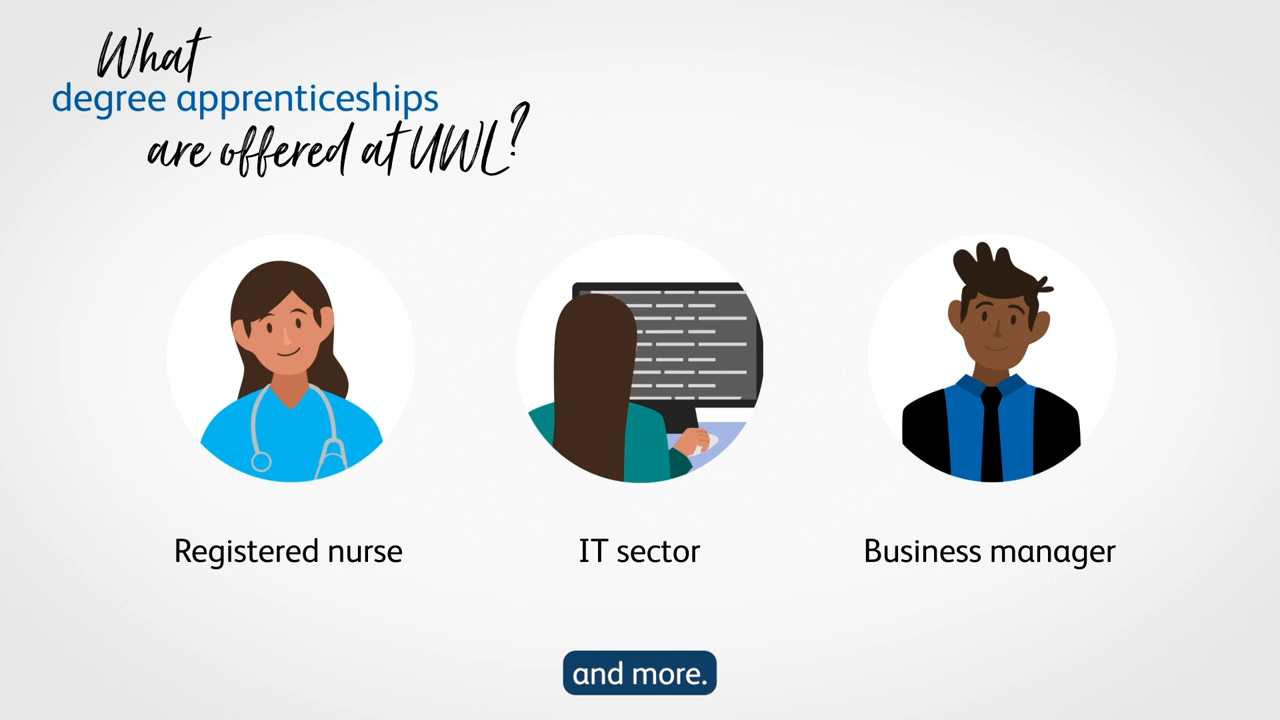 What
degree apprenticeships
are offered at UWL?
Registered nurse
IT sector
Business manager
and more.